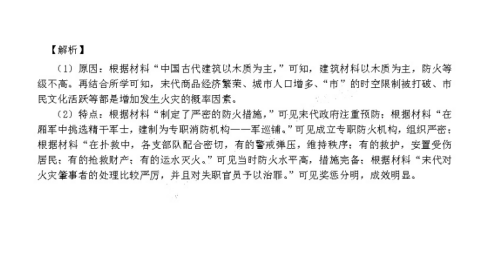 【解析】
（1）原因：根据材料“中国古代建筑以木质为主，”可知，建筑材料以木质为主，防火等
级不高。再结合所学可知，宋代商品经济繁荣、城市人口增多、“市”的时空限制被打破、市
民文化活跃等都是增加发生火灾的概率因素。
（2）特点：根据材料“制定了严密的防火措施，”可见宋代政府注重预防；根据材料“在
厢军中挑选精干军士，建制为专职消防机构——军巡铺。”可见成立专职防火机构，组织严密；
根据材料“在扑救中，各支部队配合密切，有的警戒弹压，维持秩序；有的救护，安置受伤
居民；有的抢救财产；有的运水灭火。”可见当时防火水平高，措施完备；根据材料“宋代对
火灾肇事者的处理比较严厉，并且对失职官员予以治罪。”可见奖惩分明，成效明显。